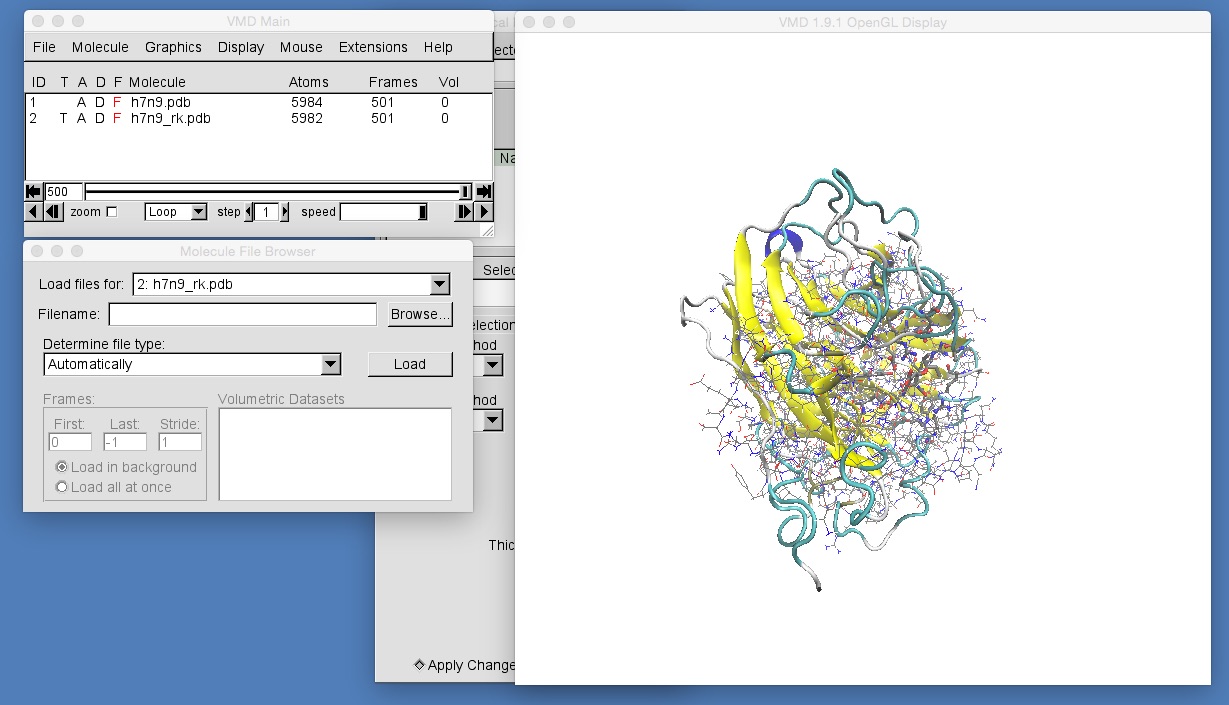 VMD Main
File Molecule Graphics Display Mouse Extensions Help
ID T A D F Molecule Atoms Frames Vol
1 A D F h7n9.pdb 5984 501 0
2 T A D F h7n9_rk.pdb 5982 501 0
500
zoom Loop step 1 speed
Molecule File Browser
Load files for: 2: h7n9_rk.pdb
Filename: Browse...
Determine file type:
Automatically Load
Frames: Volumetric Datasets
First: Last: Stride:
0 -1 1
Load in background
Load all at once
cal
ecte
Na
Selec
election
hod
hod
Thic
Apply Change
VMD 1.9.1 OpenGL Display